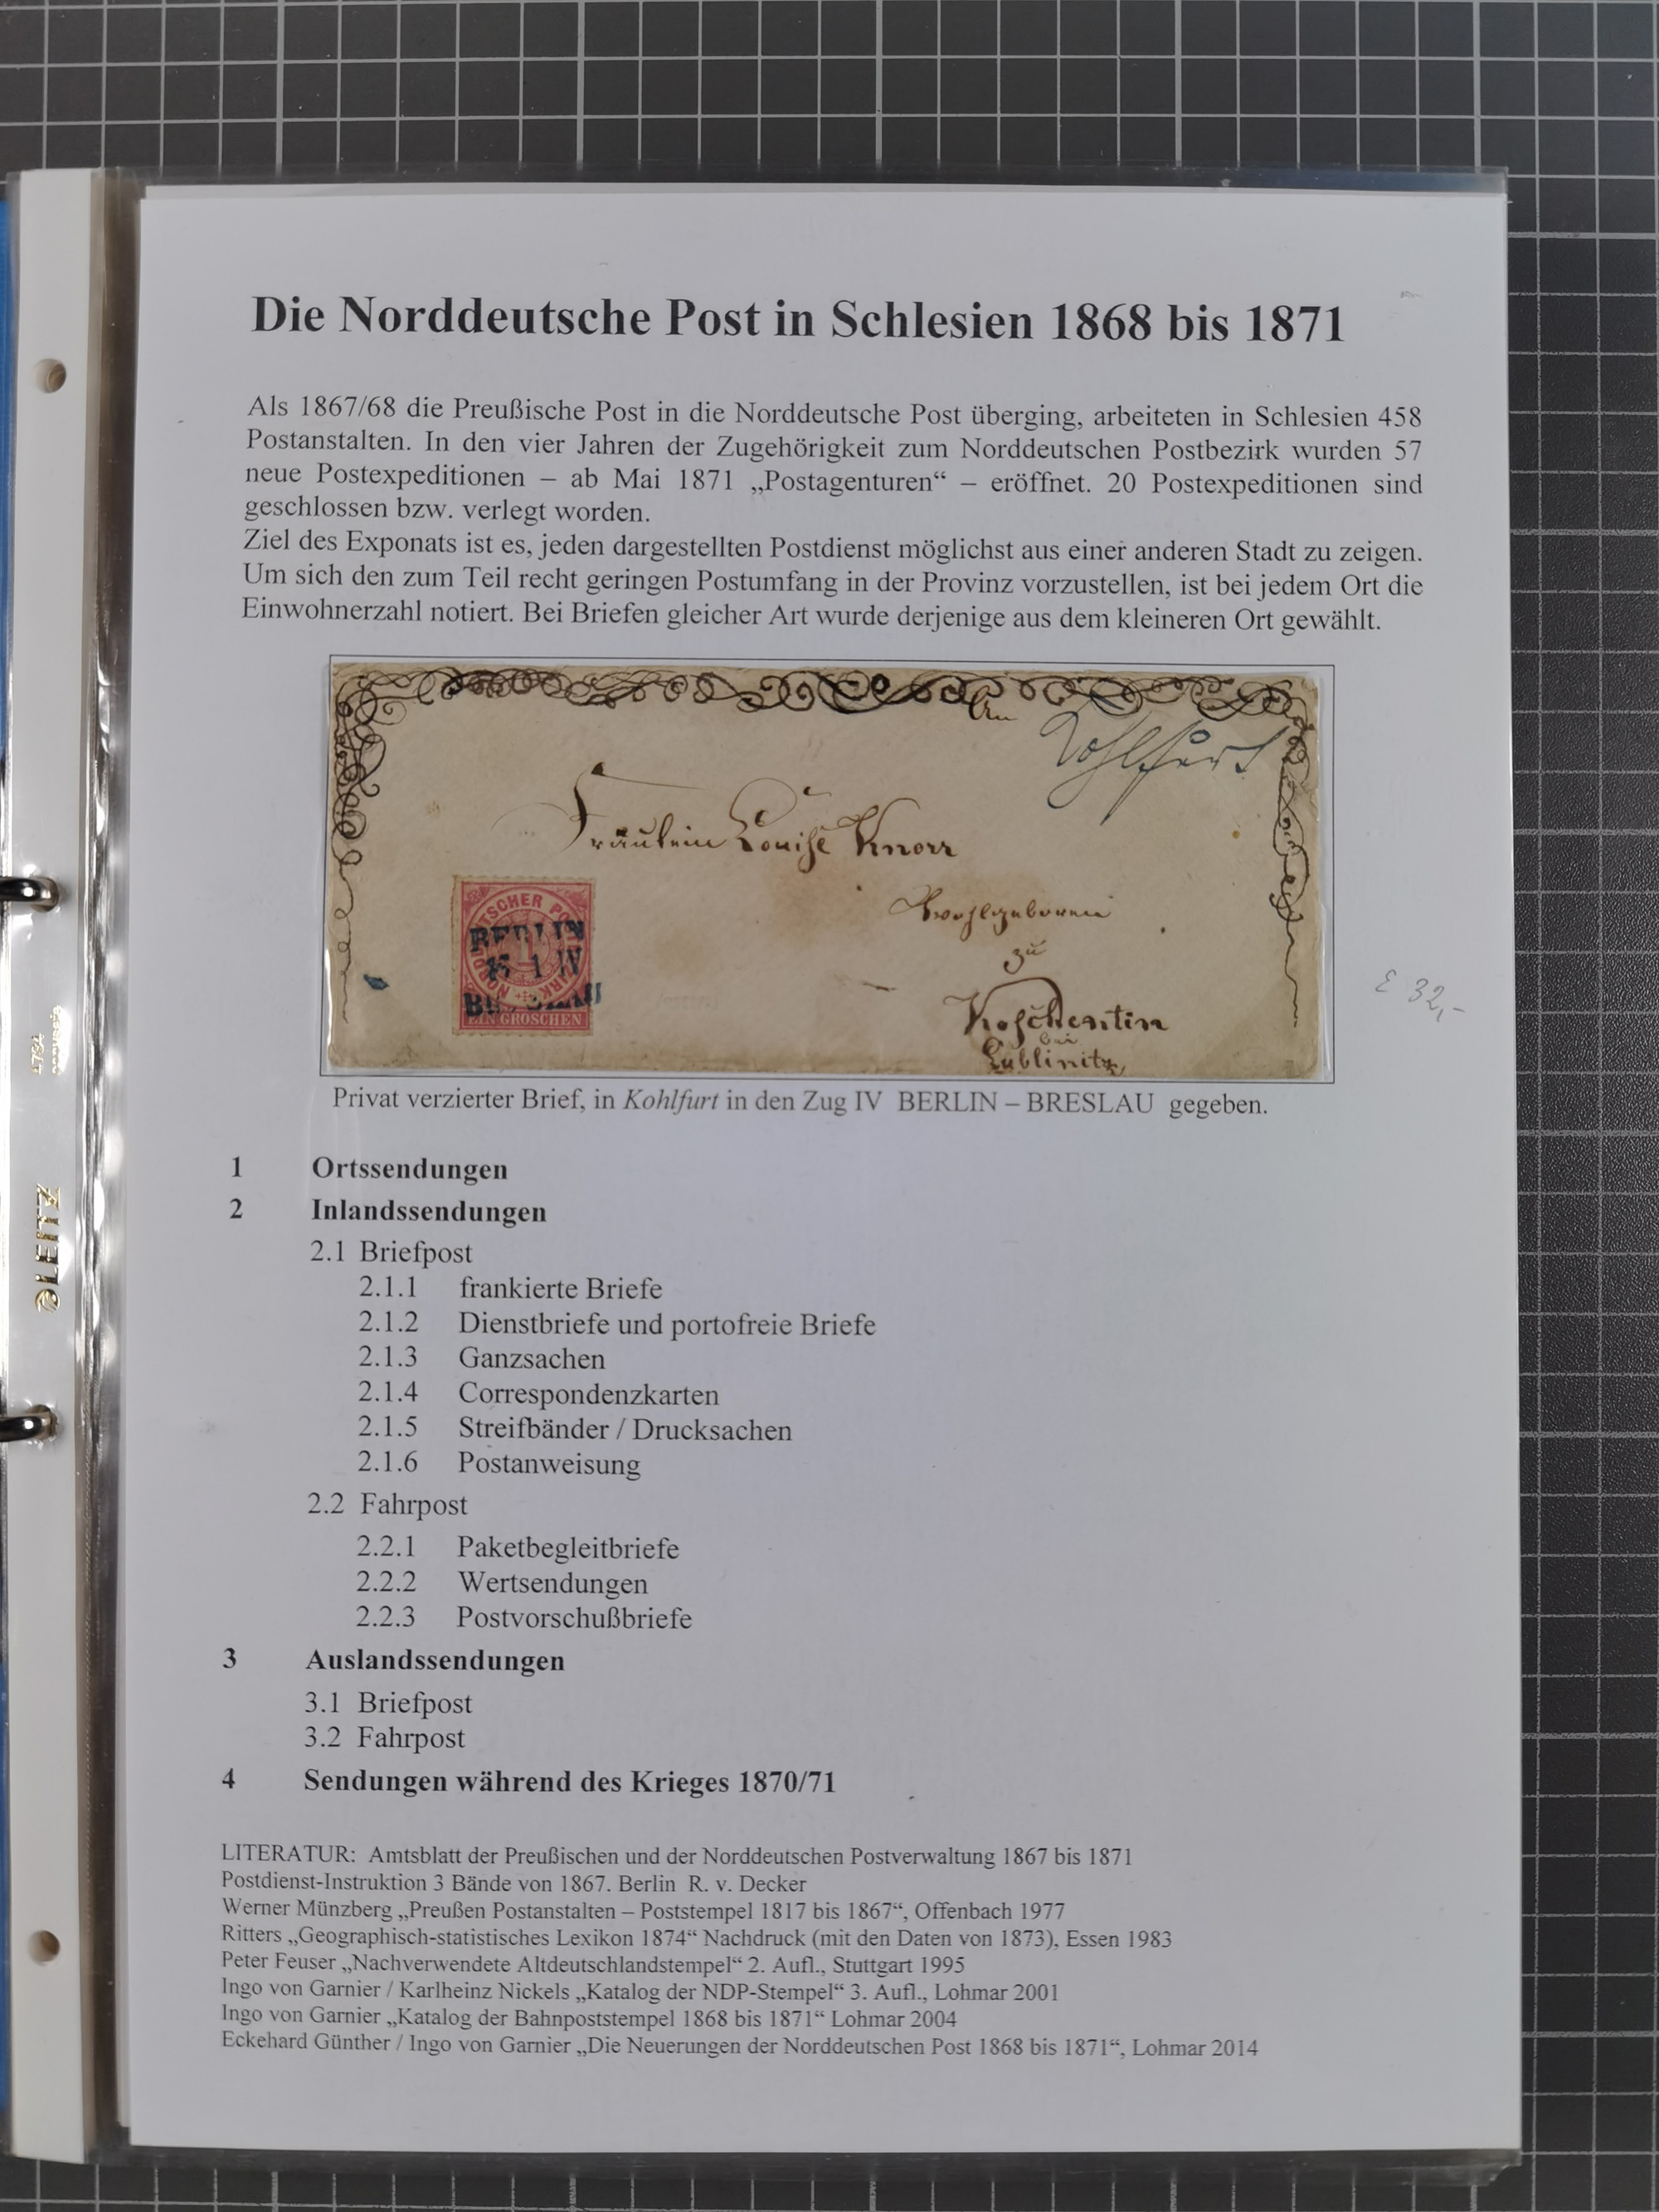 Die Norddeutsche Post in Schlesien 1868 bis 1871
Als 1867/68 die Preußische Post in die Norddeutsche Post überging, arbeiteten in Schlesien 458
Postanstalten. In den vier Jahren der Zugehörigkeit zum Norddeutschen Postbezirk wurden 57
neue Postexpeditionen – ab Mai 1871 „Postagenturen“ – eröffnet. 20 Postexpeditionen sind
geschlossen bzw. verlegt worden.
Ziel des Exponats ist es, jeden dargestellten Postdienst möglichst aus einer anderen Stadt zu zeigen.
Um sich den zum Teil recht geringen Postumfang in der Provinz vorzustellen, ist bei jedem Ort die
Einwohnerzahl notiert. Bei Briefen gleicher Art wurde derjenige aus dem kleineren Ort gewählt.
An
Kohlfurt
Fräulein Louise Knorr
Wohlgeboren
zu
Koschentin
bei
Lublinitz
NORDDEUTSCHER POSTBEZIRK
1
EIN GROSCHEN
BERLIN
1 IV
BRESLAU
E 32,-
Privat verzierter Brief, in Kohlfurt in den Zug IV BERLIN – BRESLAU gegeben.
1 Ortssendungen
2 Inlandssendungen
2.1 Briefpost
2.1.1 frankierte Briefe
2.1.2 Dienstbriefe und portofreie Briefe
2.1.3 Ganzsachen
2.1.4 Correspondenzkarten
2.1.5 Streifbänder / Drucksachen
2.1.6 Postanweisung
2.2 Fahrpost
2.2.1 Paketbegleitbriefe
2.2.2 Wertsendungen
2.2.3 Postvorschußbriefe
3 Auslandssendungen
3.1 Briefpost
3.2 Fahrpost
4 Sendungen während des Krieges 1870/71
LITERATUR: Amtsblatt der Preußischen und der Norddeutschen Postverwaltung 1867 bis 1871
Postdienst-Instruktion 3 Bände von 1867. Berlin R. v. Decker
Werner Münzberg „Preußen Postanstalten – Poststempel 1817 bis 1867“, Offenbach 1977
Ritters „Geographisch-statistisches Lexikon 1874“ Nachdruck (mit den Daten von 1873), Essen 1983
Peter Feuser „Nachverwendete Altdeutschlandstempel“ 2. Aufl., Stuttgart 1995
Ingo von Garnier / Karlheinz Nickels „Katalog der NDP-Stempel“ 3. Aufl., Lohmar 2001
Ingo von Garnier „Katalog der Bahnpoststempel 1868 bis 1871“ Lohmar 2004
Eckehard Günther / Ingo von Garnier „Die Neuerungen der Norddeutschen Post 1868 bis 1871“, Lohmar 2014
LEITZ
4734